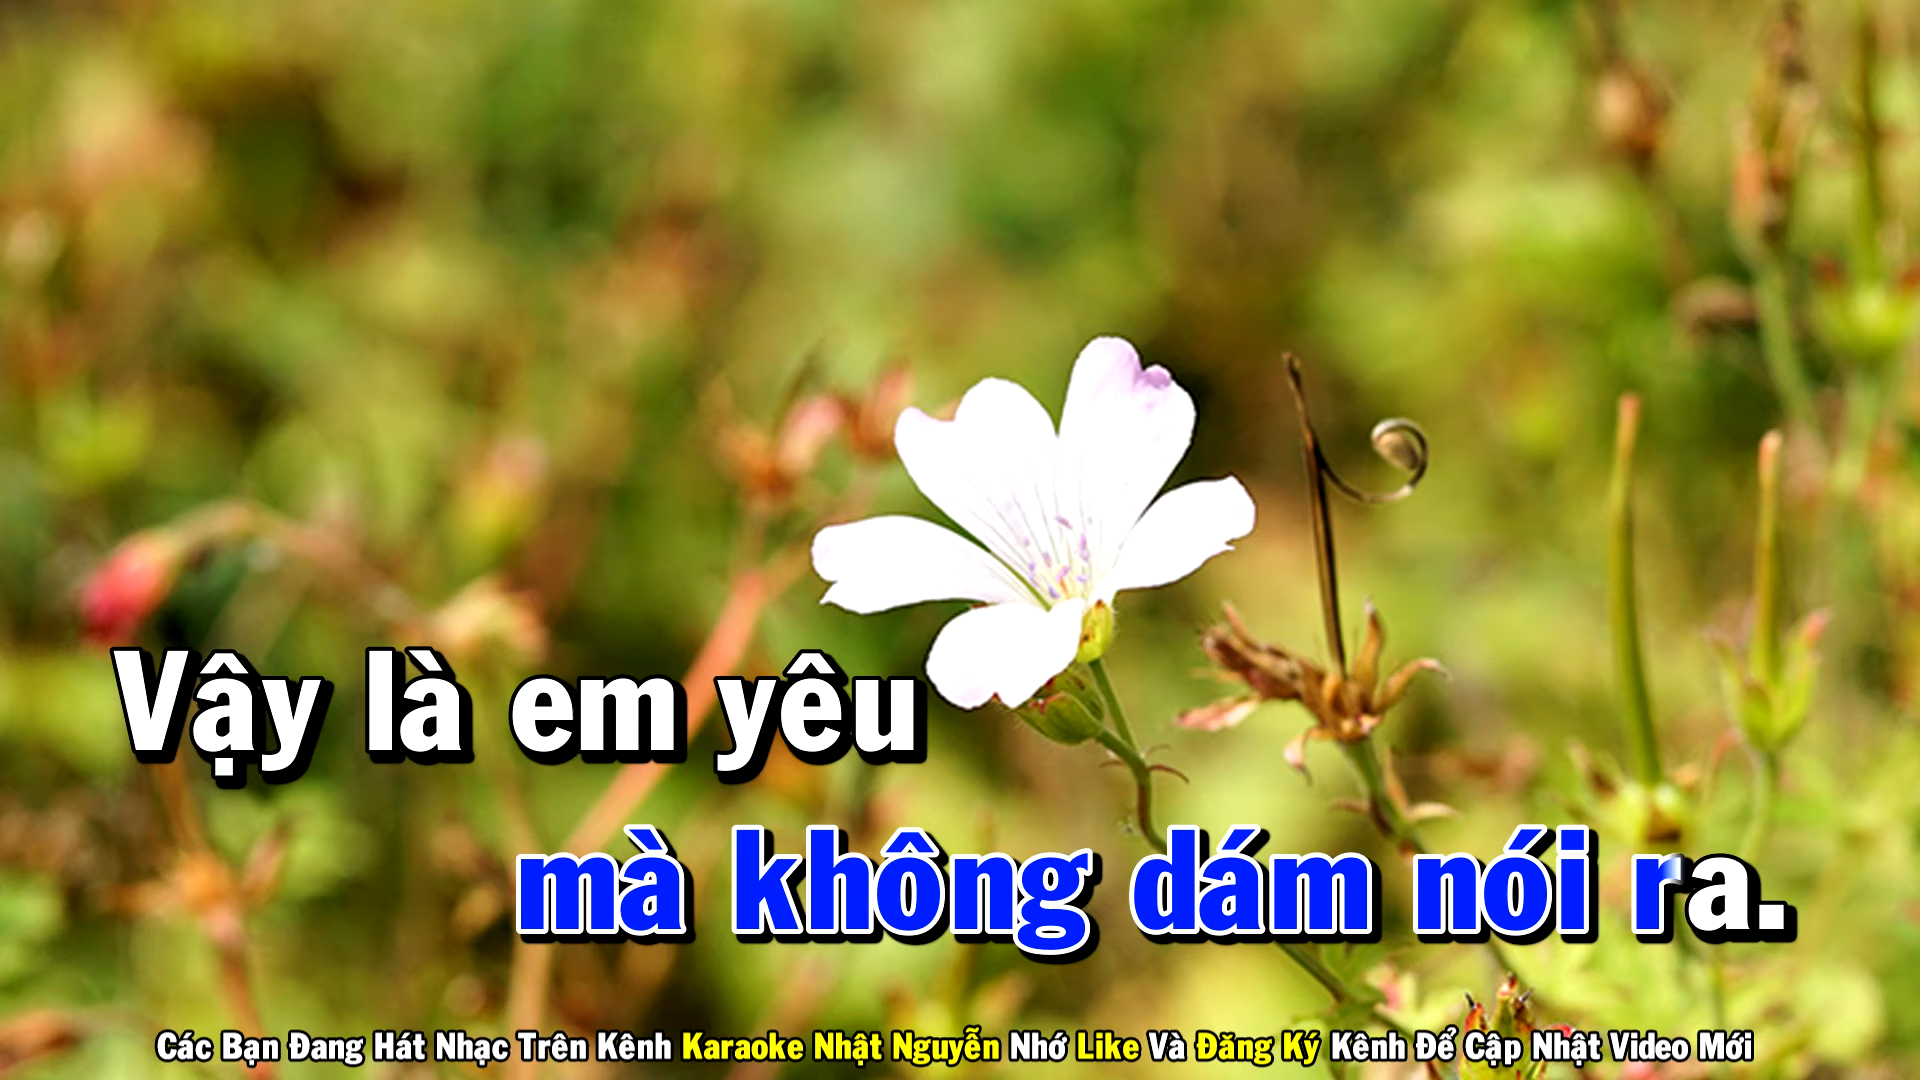 Vậy là em yêu
mà không dám nói ra.
Các Bạn Đang Hát Nhạc Trên Kênh Karaoke Nhật Nguyễn Nhớ Like Và Đăng Ký Kênh Để Cập Nhật Video Mới